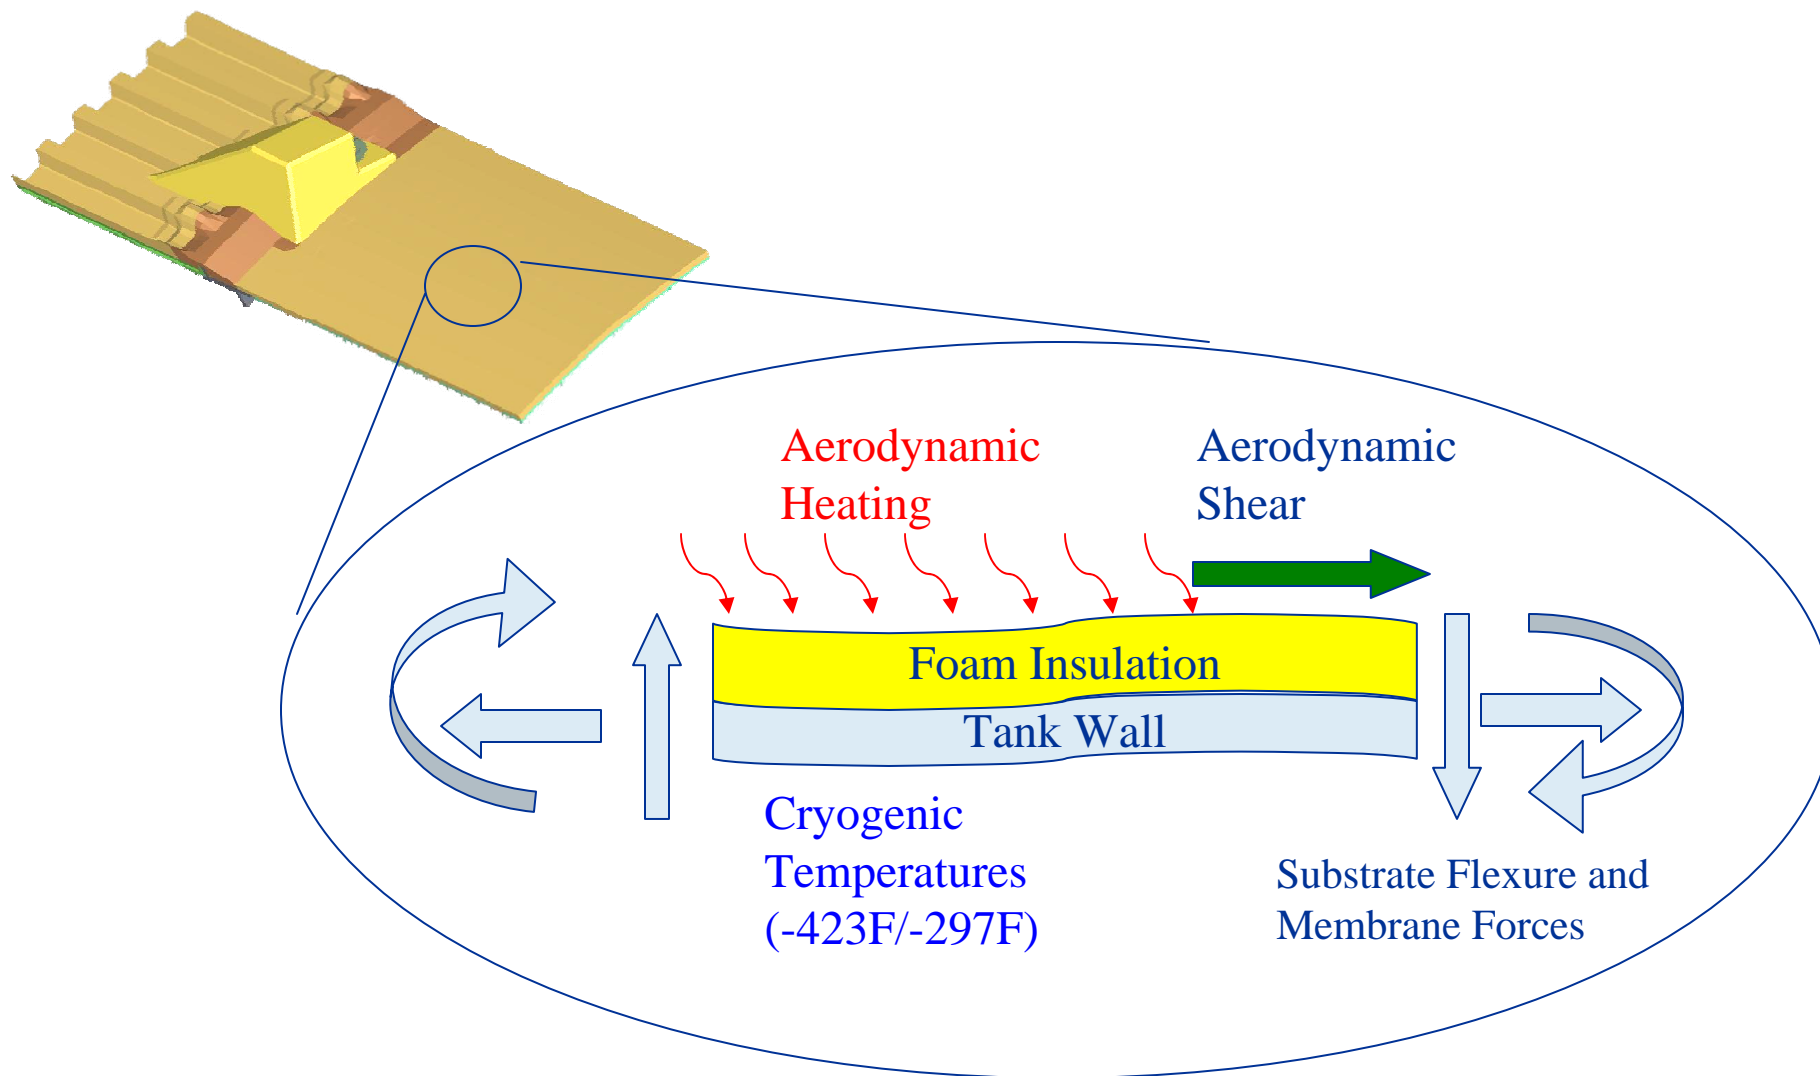 Aerodynamic
Heating
Aerodynamic
Shear
Foam Insulation
Tank Wall
Cryogenic
Temperatures
(-423F/-297F)
Substrate Flexure and
Membrane Forces